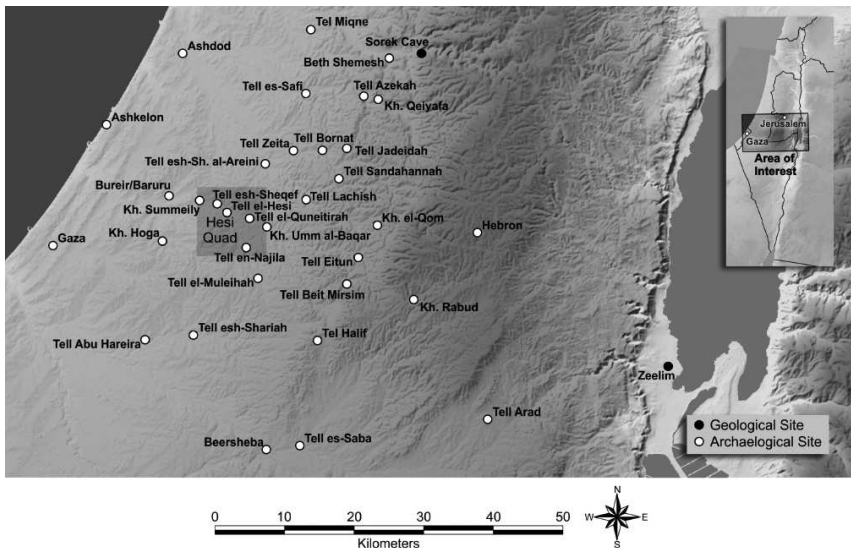 Tel Miqne
Ashdod
Sorek Cave
Beth Shemesh
Tell es-Safi
Tell Azekah
Kh. Qeiyafa
Ashkelon
Tell Zeita
Tell Bornat
Tell Jadeidah
Tell esh-Sh. al-Areini
Tell Sandahannah
Bureir/Baruru
Tell esh-Sheqef
Tell Lachish
Kh. Summeily
Tell el-Hesi
Tell el-Quneitirah
Kh. el-Qom
Hebron
Hesi
Quad
Kh. Umm al-Baqar
Gaza
Kh. Hoga
Tell en-Najila
Tell Eitun
Tell el-Muleihah
Tell Beit Mirsim
Kh. Rabud
Tell Abu Hareira
Tell esh-Shariah
Tel Halif
Zeelim
Tell Arad
Beersheba
Tell es-Saba
Jerusalem
Gaza
Area of
Interest
Geological Site
Archaelogical Site
0 10 20 30 40 50
Kilometers
N
W E
S